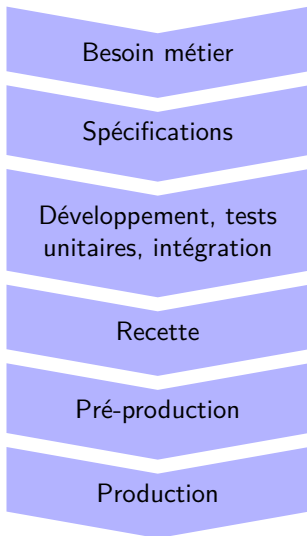 Besoin métier
Spécifications
Développement, tests
unitaires, intégration
Recette
Pré-production
Production